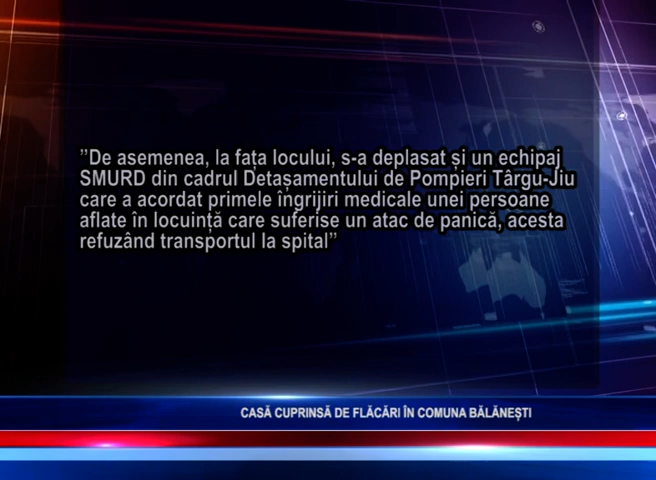 ”De asemenea, la fața locului, s-a deplasat și un echipaj
SMURD din cadrul Detașamentului de Pompieri Târgu-Jiu
care a acordat primele îngrijiri medicale unei persoane
aflate în locuință care suferise un atac de panică, acesta
refuzând transportul la spital”
CASĂ CUPRINSĂ DE FLĂCĂRI ÎN COMUNA BĂLĂNEȘTI